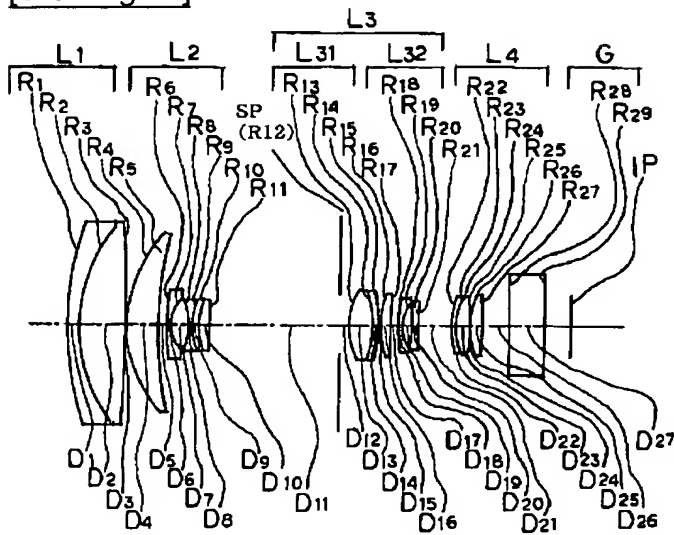 L3
L1 L2 L31 L32 L4 G
R1 R2 R3 R4 R5
R6 R7 R8 R9 R10 R11
SP
(R12)
R13 R14 R15 R16 R17
R18 R19 R20 R21
R22 R23 R24 R25 R26 R27
R28 R29
IP
D1 D2 D3 D4
D5 D6 D7 D8
D9 D10 D11
D12 D13 D14 D15 D16
D17 D18 D19 D20 D21
D22 D23 D24 D25 D26
D27